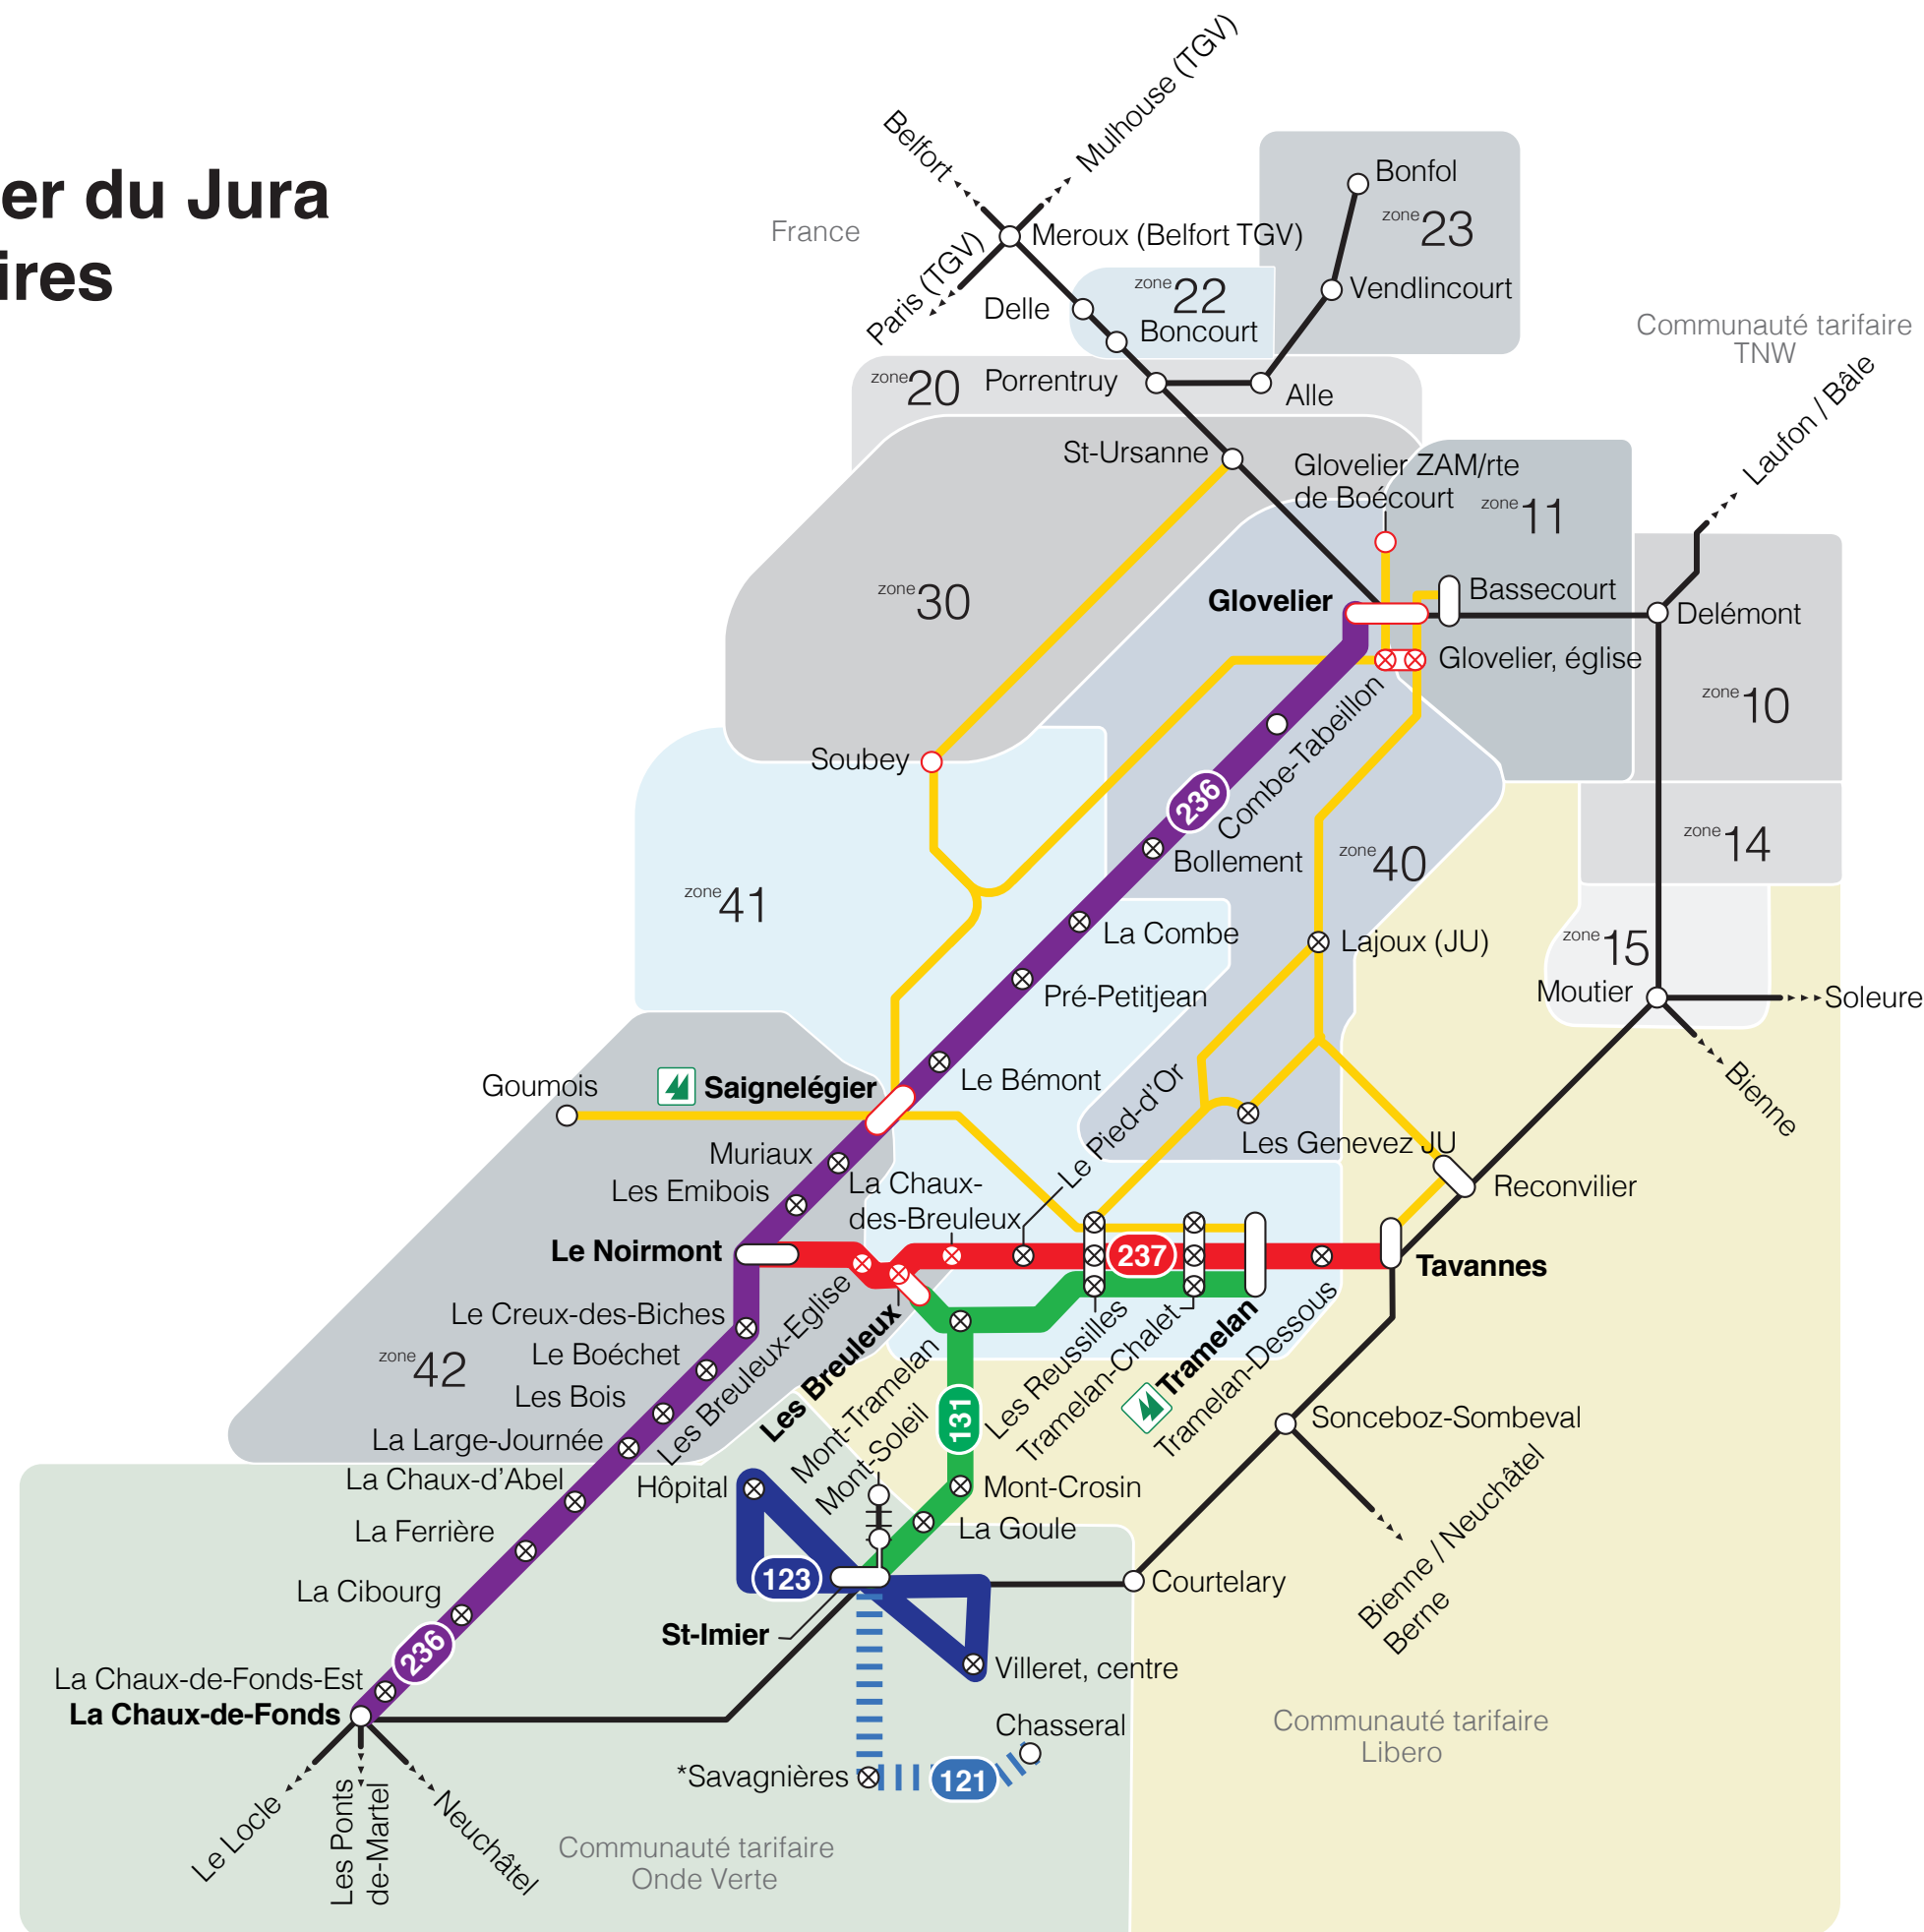 er du Jura
ires
Belfort
Mulhouse (TGV)
France
Meroux (Belfort TGV)
Paris (TGV)
Bonfol
zone 23
Vendlincourt
Delle
zone 22
Boncourt
Communauté tarifaire
TNW
zone 20
Porrentruy
Alle
Laufon / Bâle
St-Ursanne
Glovelier ZAM/rte
de Boécourt
zone 11
zone 30
Glovelier
Bassecourt
Delémont
Glovelier, église
zone 10
Combe-Tabeillon
Soubey
236
zone 14
Bollement
zone 40
zone 41
La Combe
Lajoux (JU)
zone 15
Pré-Petitjean
Moutier
Soleure
Bienne
Goumois
Saignelégier
Le Bémont
Le Pied-d'Or
Les Genevez JU
Muriaux
Les Emibois
La Chaux-
des-Breuleux
Reconvilier
Le Noirmont
237
Tavannes
Le Creux-des-Biches
Les Breuleux-Eglise
Les Breuleux
Mont-Tramelan
Les Reussilles
Tramelan-Chalet
Tramelan
Tramelan-Dessous
zone 42
Le Boéchet
Les Bois
131
Mont-Soleil
Sonceboz-Sombeval
La Large-Journée
La Chaux-d'Abel
Hôpital
Mont-Crosin
La Ferrière
La Goule
Bienne / Neuchâtel
Berne
123
Courtelary
La Cibourg
St-Imier
236
Villeret, centre
La Chaux-de-Fonds-Est
La Chaux-de-Fonds
Chasseral
Communauté tarifaire
Libero
*Savagnières
121
Le Locle
Les Ponts
de-Martel
Neuchâtel
Communauté tarifaire
Onde Verte